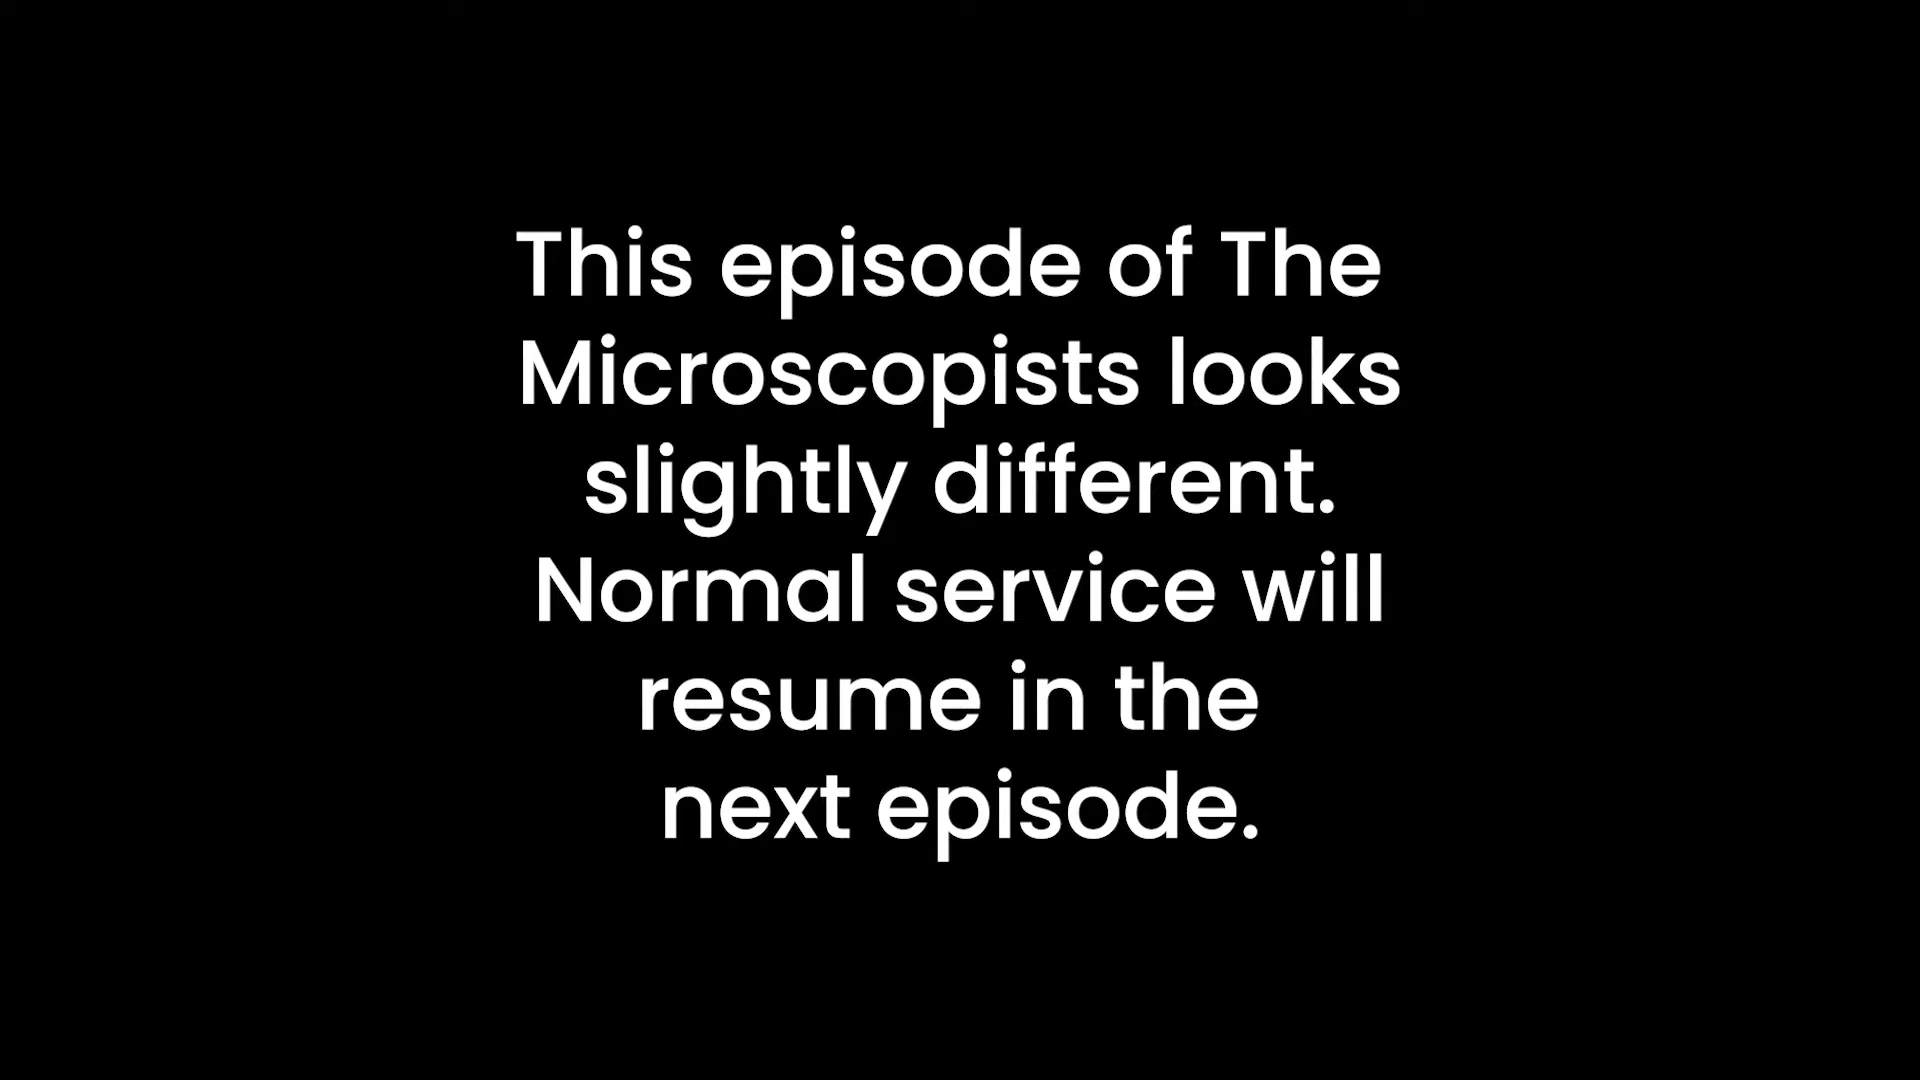 This episode of The
Microscopists looks
slightly different.
Normal service will
resume in the
next episode.